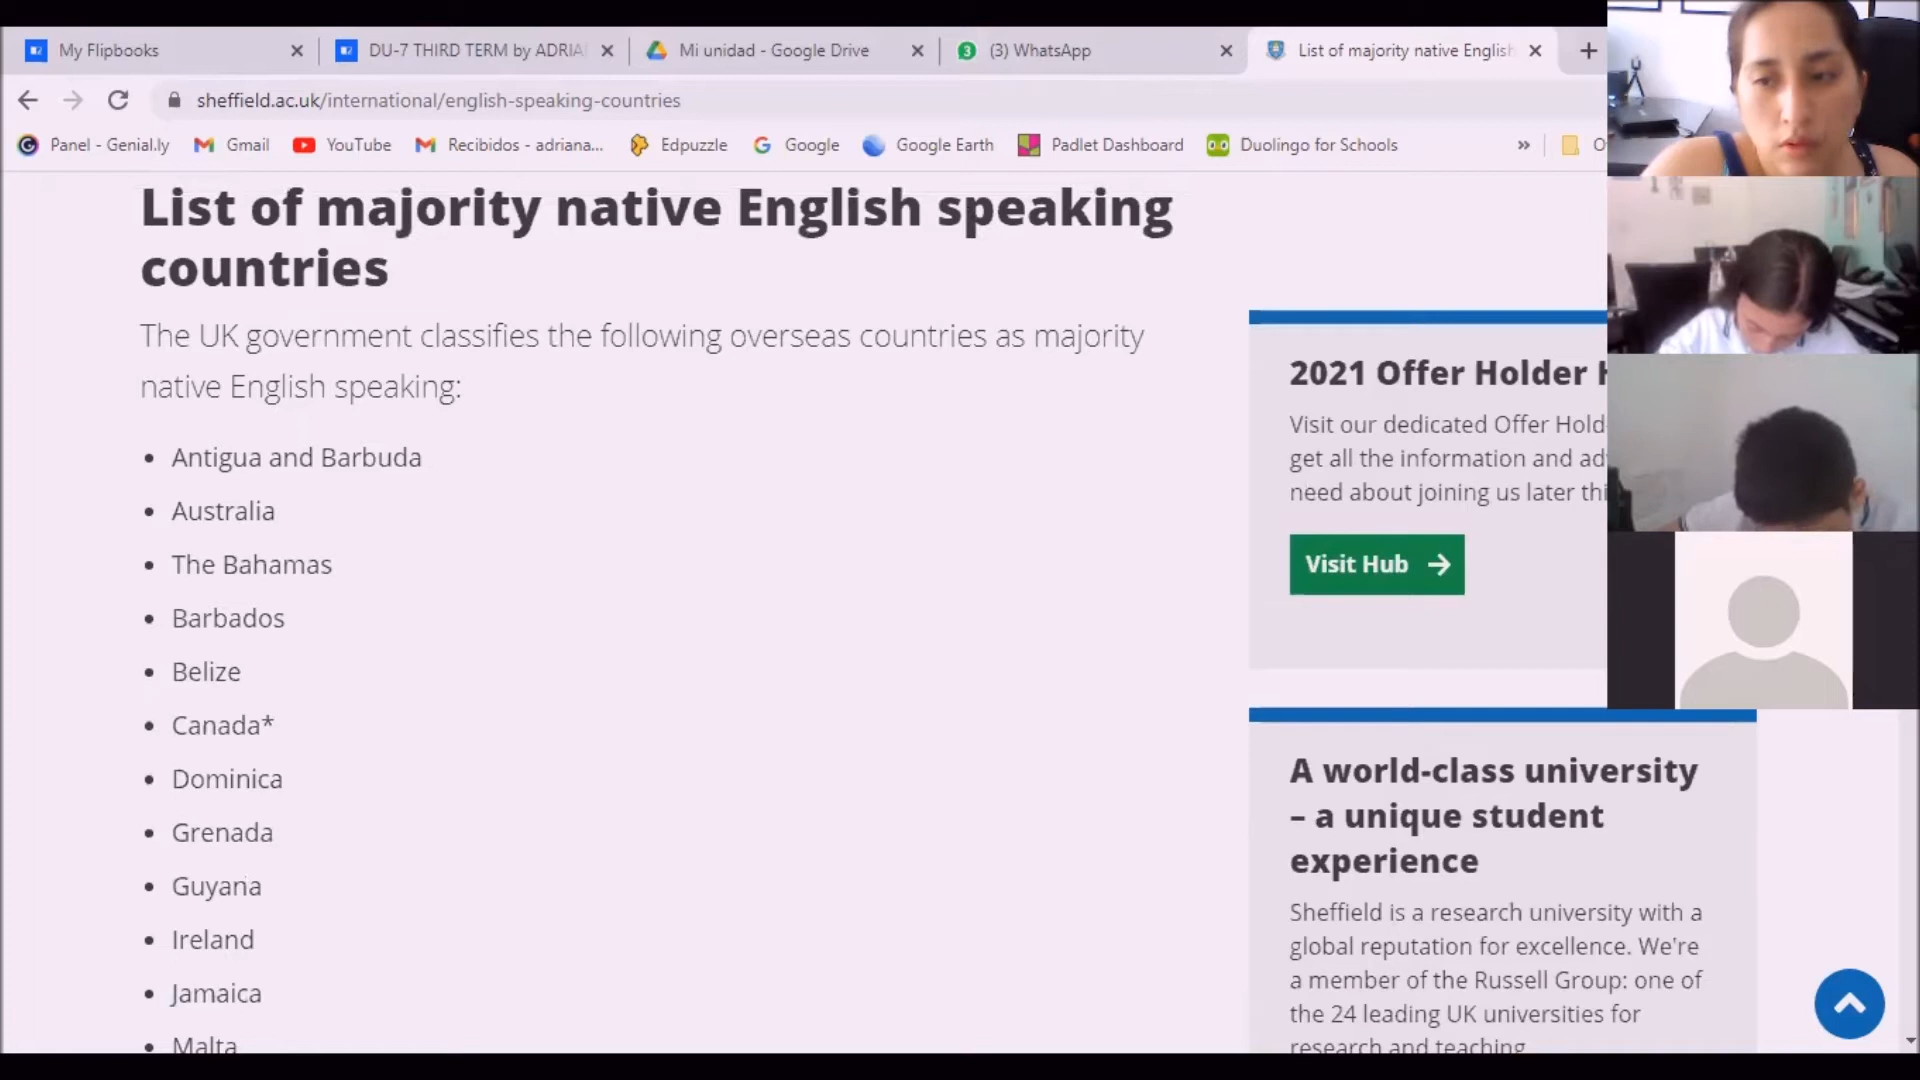 My Flipbooks
DU-7 THIRD TERM by ADRIA
Mi unidad - Google Drive
(3) WhatsApp
List of majority native English
sheffield.ac.uk/international/english-speaking-countries
Panel - Genial.ly
Gmail
YouTube
Recibidos - adriana...
Edpuzzle
Google
Google Earth
Padlet Dashboard
Duolingo for Schools
»
List of majority native English speaking
countries
The UK government classifies the following overseas countries as majority
native English speaking:
• Antigua and Barbuda
• Australia
• The Bahamas
• Barbados
• Belize
• Canada*
• Dominica
• Grenada
• Guyana
• Ireland
• Jamaica
• Malta
2021 Offer Holder
Visit our dedicated Offer Hold
get all the information and ad
need about joining us later thi
Visit Hub →
A world-class university
– a unique student
experience
Sheffield is a research university with a
global reputation for excellence. We're
a member of the Russell Group: one of
the 24 leading UK universities for
research and teaching